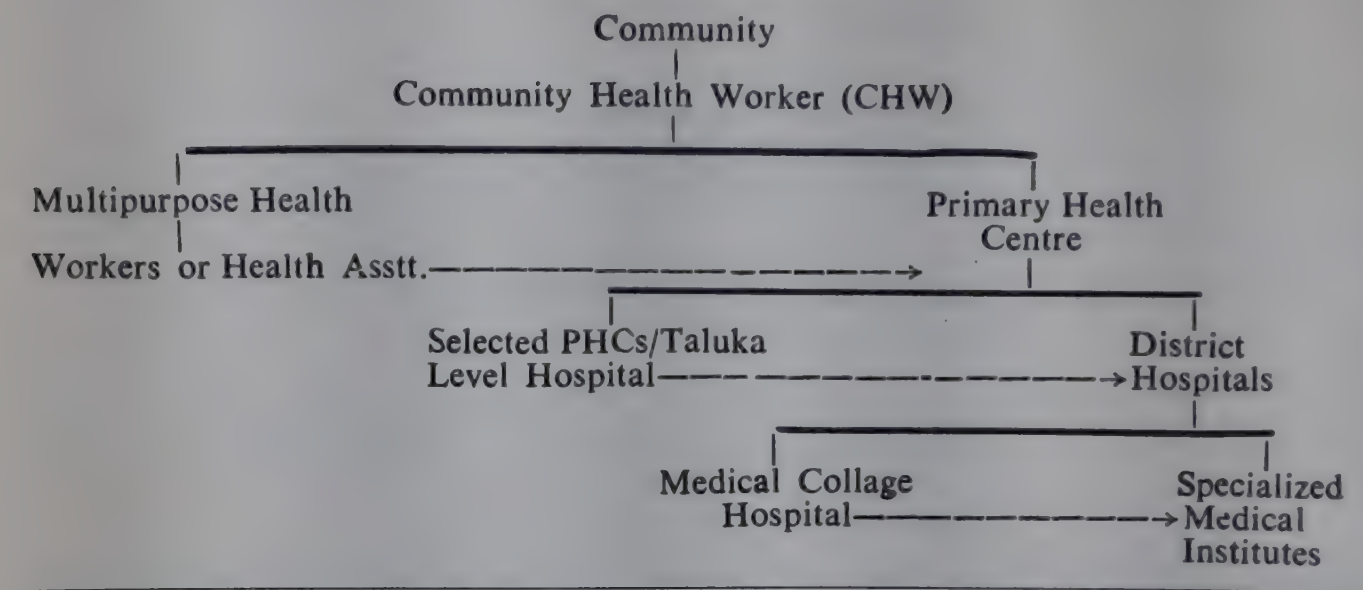 Community
Community Health Worker (CHW)
Multipurpose Health
Workers or Health Asstt.
Primary Health
Centre
Selected PHCs/Taluka
Level Hospital
District
Hospitals
Medical Collage
Hospital
Specialized
Medical
Institutes